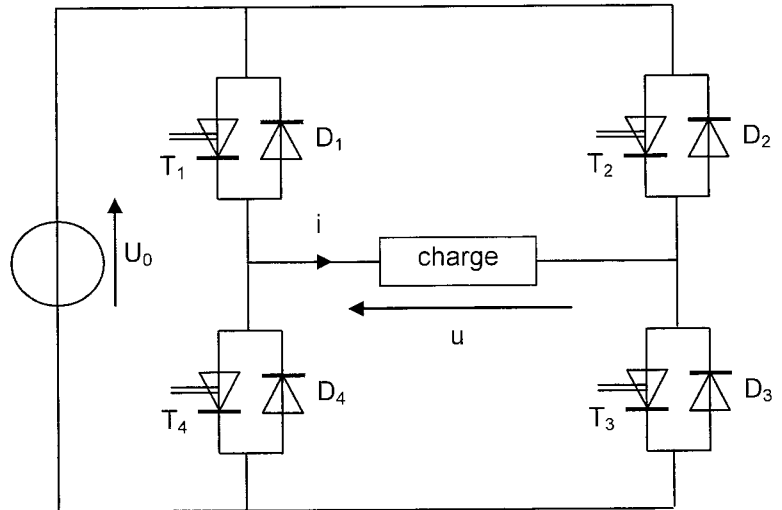 T₁
D₁
T₂
D₂
U₀
i
charge
u
T₄
D₄
T₃
D₃